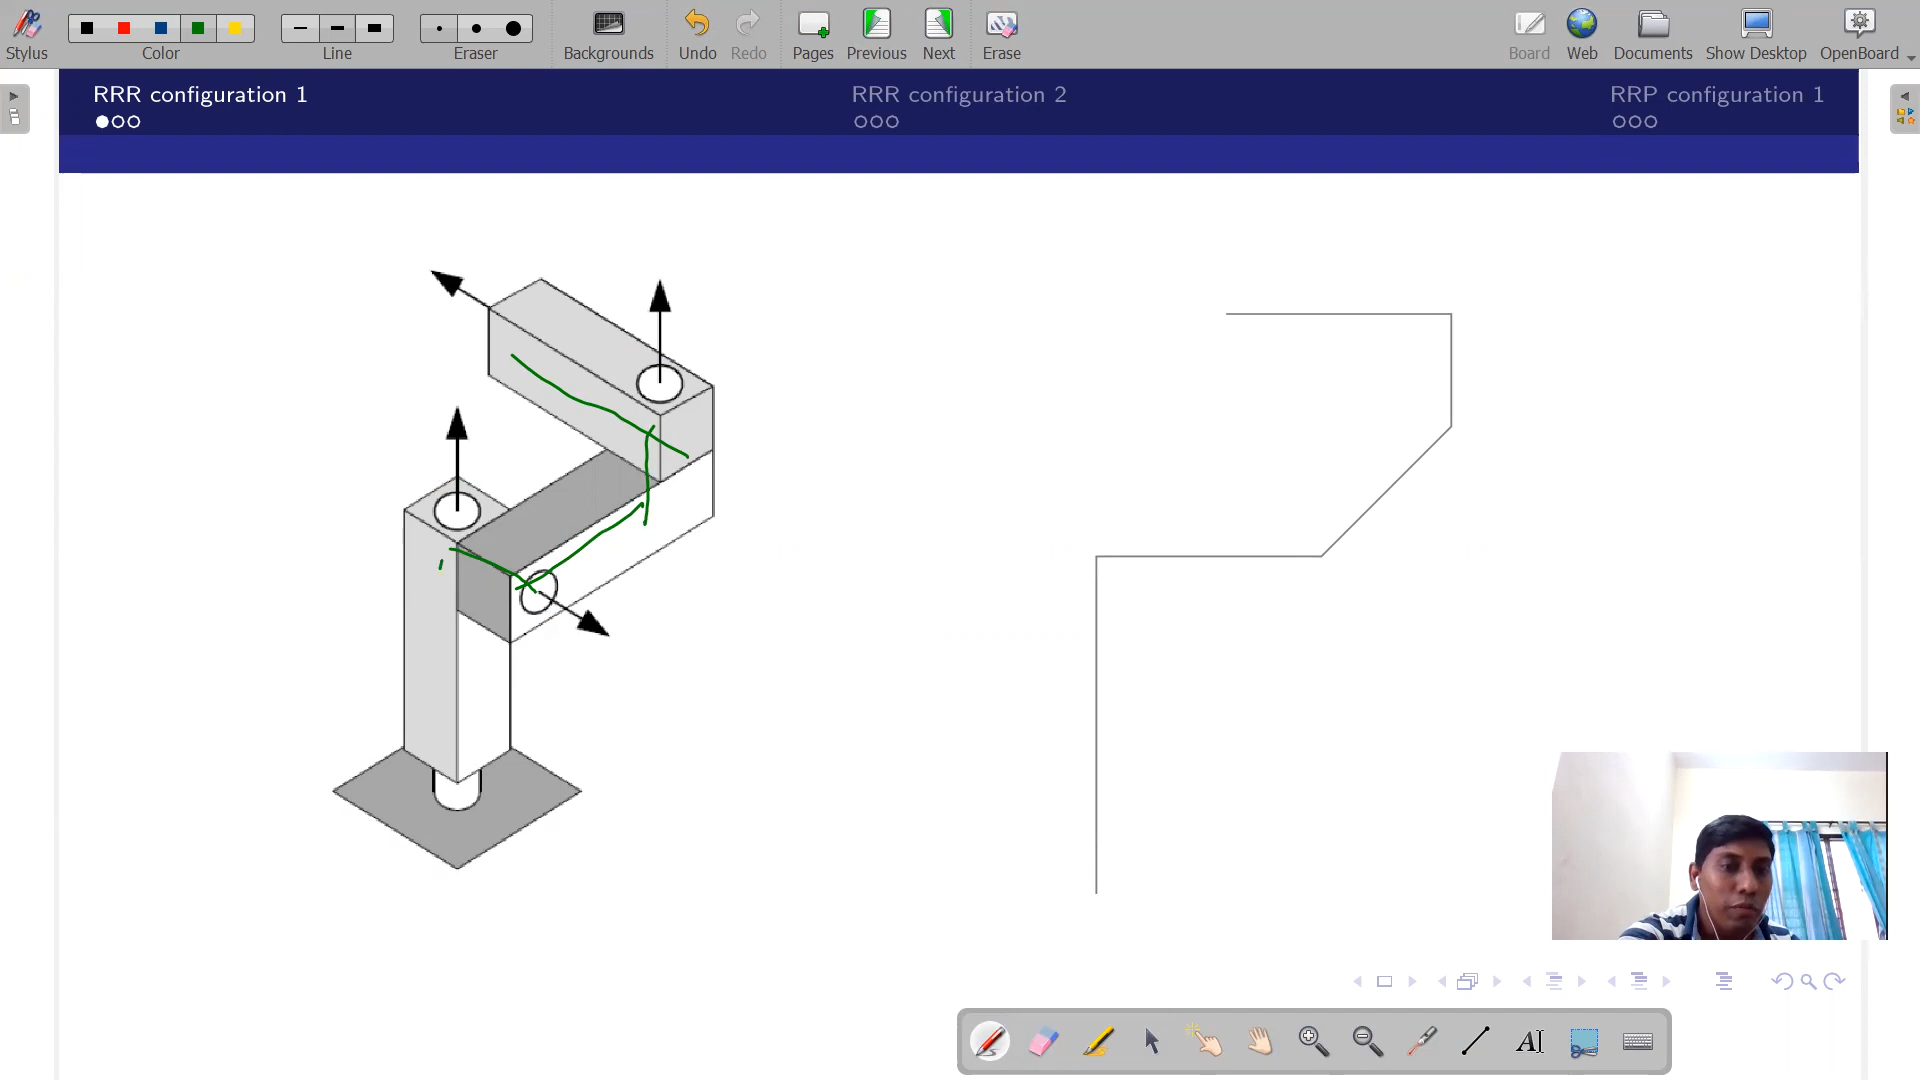 Stylus
Color
Line
Eraser
Backgrounds
Undo
Redo
Pages
Previous
Next
Erase
Board
Web
Documents
Show Desktop
OpenBoard
RRR configuration 1
RRR configuration 2
RRP configuration 1